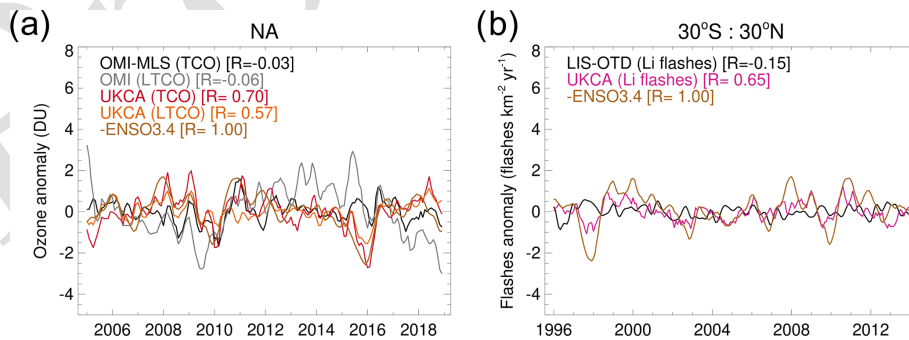 (a)
NA
Ozone anomaly (DU)
8
6
4
2
0
-2
-4
OMI-MLS (TCO) [R=-0.03]
OMI (LTCO) [R=-0.06]
UKCA (TCO) [R= 0.70]
UKCA (LTCO) [R= 0.57]
-ENSO3.4 [R= 1.00]
2006 2008 2010 2012 2014 2016 2018
(b)
30°S : 30°N
Flashes anomaly (flashes km⁻² yr⁻¹)
8
6
4
2
0
-2
-4
LIS-OTD (Li flashes) [R=-0.15]
UKCA (Li flashes) [R= 0.65]
-ENSO3.4 [R= 1.00]
1996 2000 2004 2008 2012